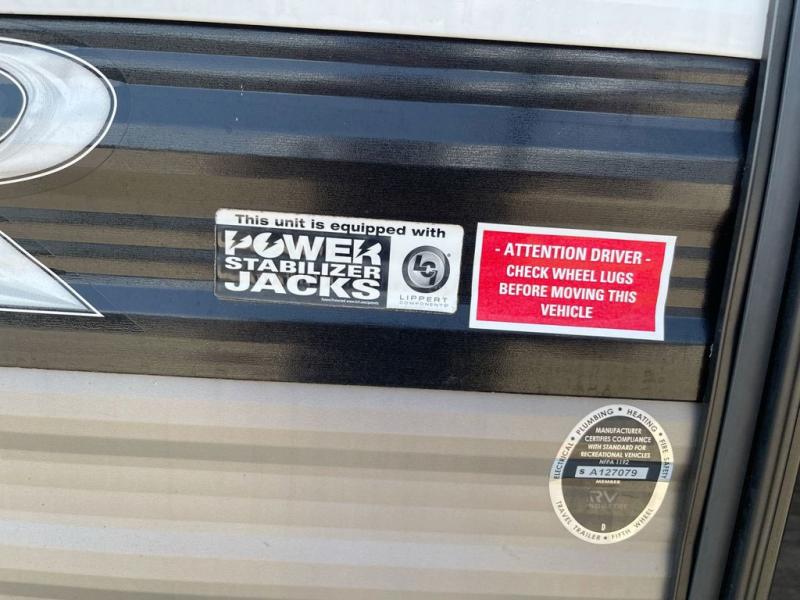 This unit is equipped with
POWER
STABILIZER
JACKS
LCI
LIPPERT
COMPONENTS
- ATTENTION DRIVER -
CHECK WHEEL LUGS
BEFORE MOVING THIS
VEHICLE
ELECTRICAL • PLUMBING • HEATING • FIRE SAFETY
MANUFACTURER
CERTIFIES COMPLIANCE
WITH STANDARD FOR
RECREATIONAL VEHICLES
NFPA 1192
S A127079
MEMBER
RV
INDUSTRY
D
TRAVEL TRAILER • FIFTH WHEEL